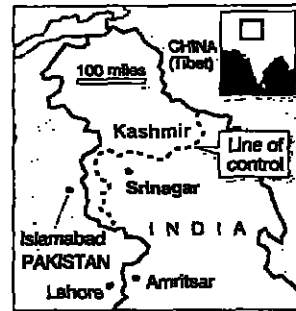 CHINA
(Tibet)
100 miles
Kashmir
Line of
control
Srinagar
INDIA
Islamabad
PAKISTAN
Lahore
Amritsar